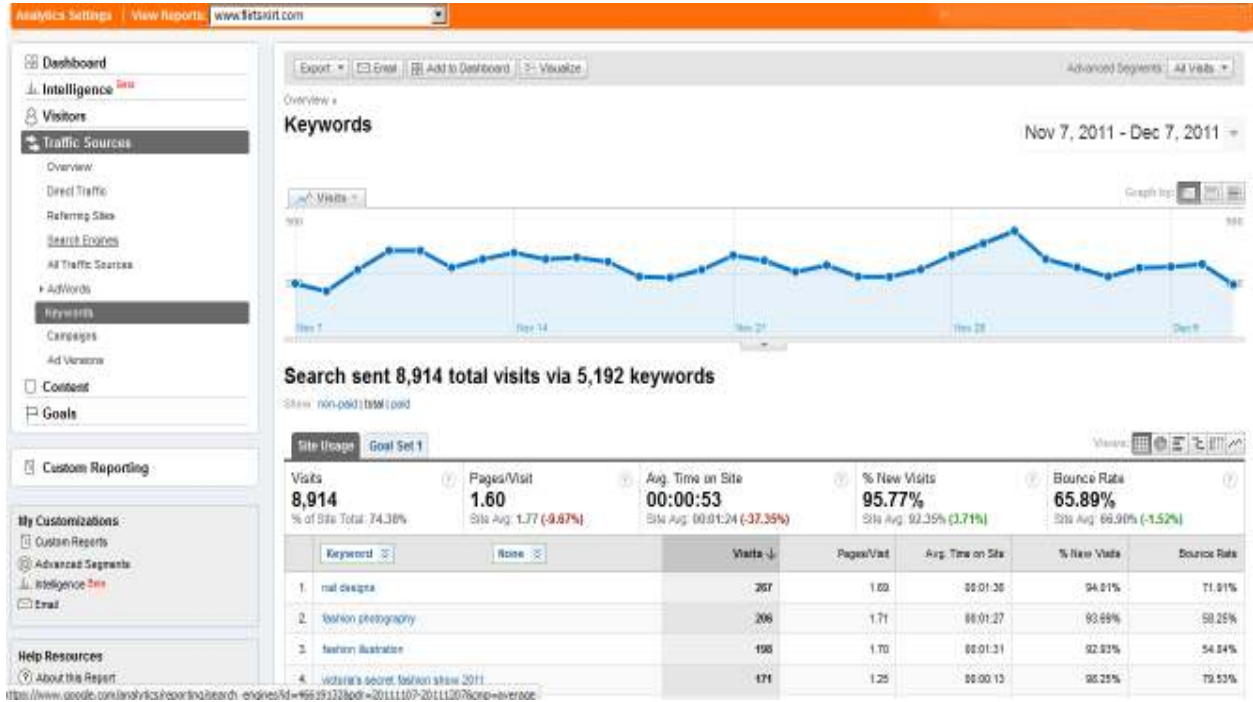 Analytics Settings | View Reports: www.flirtskirt.com
Dashboard
Intelligence Beta
Visitors
Traffic Sources
Overview
Direct Traffic
Referring Sites
Search Engines
All Traffic Sources
AdWords
Keywords
Campaigns
Ad Versions
Content
Goals
Custom Reporting
My Customizations
Custom Reports
Advanced Segments
Intelligence Beta
Email
Help Resources
About this Report
Export Email Add to Dashboard Visualize
Advanced Segments: All Visits
Overview »
Keywords
Nov 7, 2011 - Dec 7, 2011
Visits
Graph by:
Nov 7 Nov 14 Nov 21 Nov 28
Search sent 8,914 total visits via 5,192 keywords
Show: non-paid | total | paid
Site Usage Goal Set 1
Views:
Visits Pages/Visit Avg. Time on Site % New Visits Bounce Rate
8,914 1.60 00:00:53 95.77% 65.89%
% of Site Total: 74.38% Site Avg: 1.77 (-9.67%) Site Avg: 00:01:24 (-37.35%) Site Avg: 92.35% (3.71%) Site Avg: 66.90% (-1.52%)
Keyword None Visits Pages/Visit Avg. Time on Site % New Visits Bounce Rate
1. nail designs 267 00:01:36 94.01% 71.91%
2. fashion photography 206 1.71 00:01:27 93.69% 58.25%
3. fashion illustration 198 1.70 00:01:31 92.93% 54.04%
4. victoria's secret fashion show 2011 171 1.25 00:00:13 98.25% 79.53%